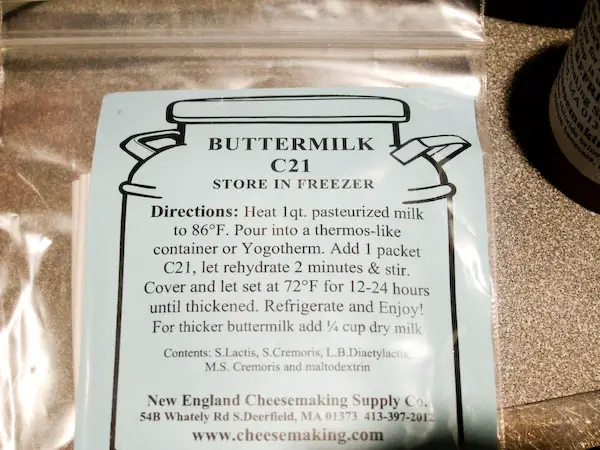 BUTTERMILK
C21
STORE IN FREEZER
Directions: Heat 1qt. pasteurized milk
to 86°F. Pour into a thermos-like
container or Yogotherm. Add 1 packet
C21, let rehydrate 2 minutes & stir.
Cover and let set at 72°F for 12-24 hours
until thickened. Refrigerate and Enjoy!
For thicker buttermilk add ¼ cup dry milk
Contents: S.Lactis, S.Cremoris, L.B.Diaetylactis,
M.S. Cremoris and maltodextrin
New England Cheesemaking Supply Co.
54B Whately Rd S.Deerfield, MA 01373 413-397-2012
www.cheesemaking.com